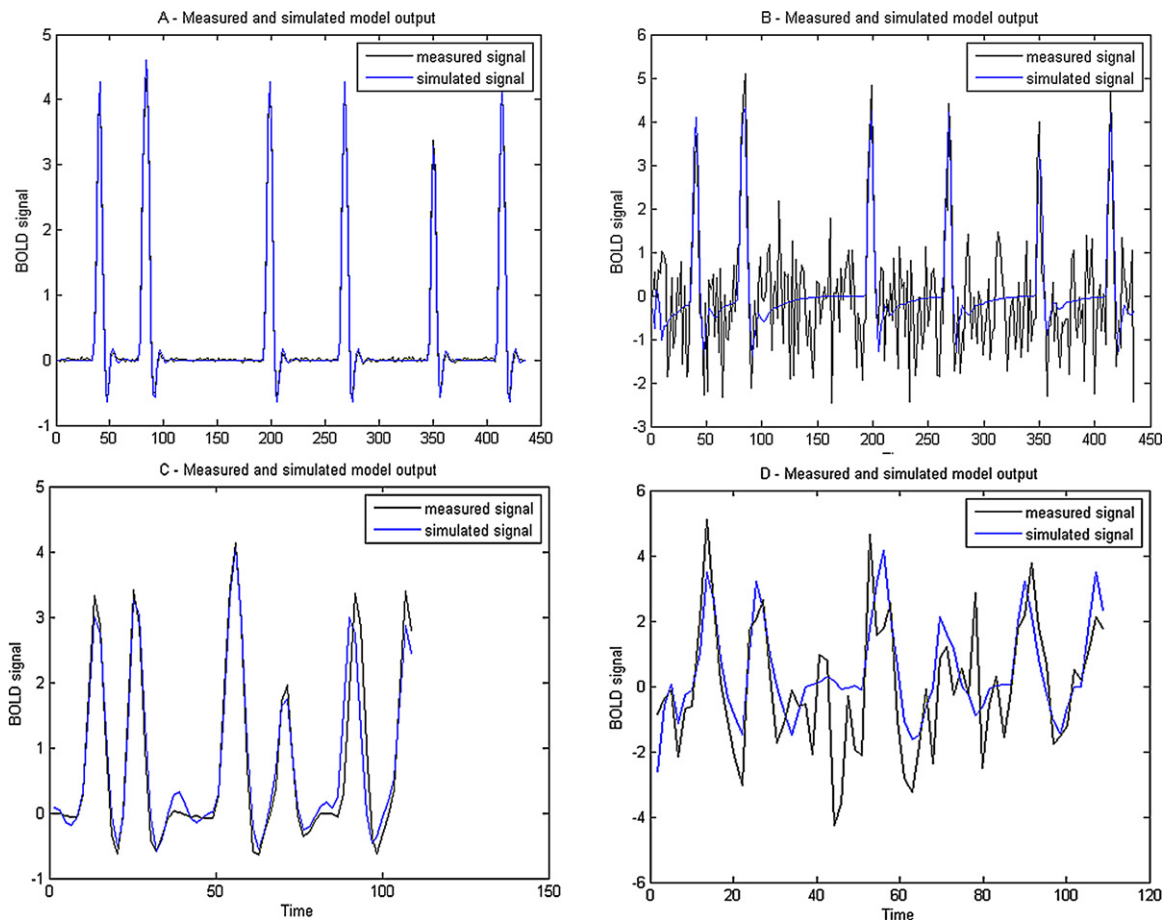 A - Measured and simulated model output
5
4
3
2
1
0
-1
BOLD signal
measured signal
simulated signal
0 50 100 150 200 250 300 350 400 450
B - Measured and simulated model output
6
5
4
3
2
1
0
-1
-2
-3
BOLD signal
measured signal
simulated signal
0 50 100 150 200 250 300 350 400 450
C - Measured and simulated model output
5
4
3
2
1
0
-1
BOLD signal
measured signal
simulated signal
0 50 100 150
Time
D - Measured and simulated model output
6
4
2
0
-2
-4
-6
BOLD signal
measured signal
simulated signal
0 20 40 60 80 100 120
Time